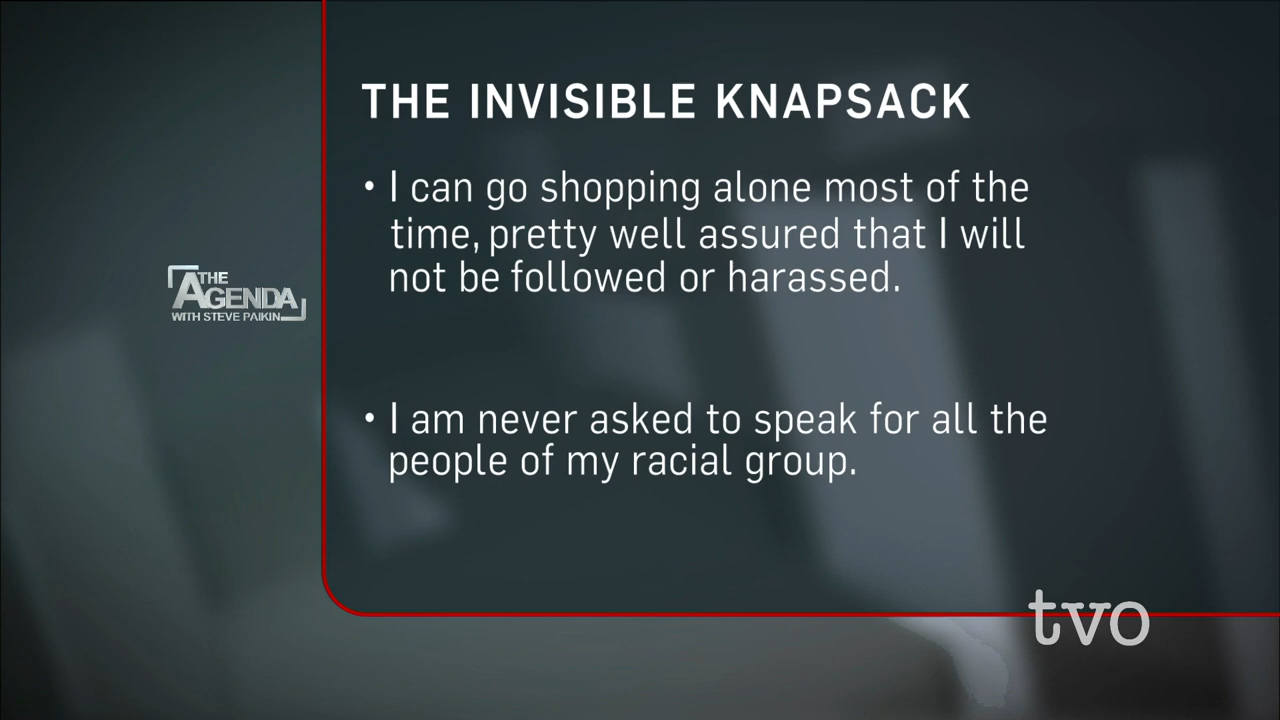 THE INVISIBLE KNAPSACK
• I can go shopping alone most of the
time, pretty well assured that I will
not be followed or harassed.
THE
AGENDA
WITH STEVE PAIKIN
• I am never asked to speak for all the
people of my racial group.
tvo